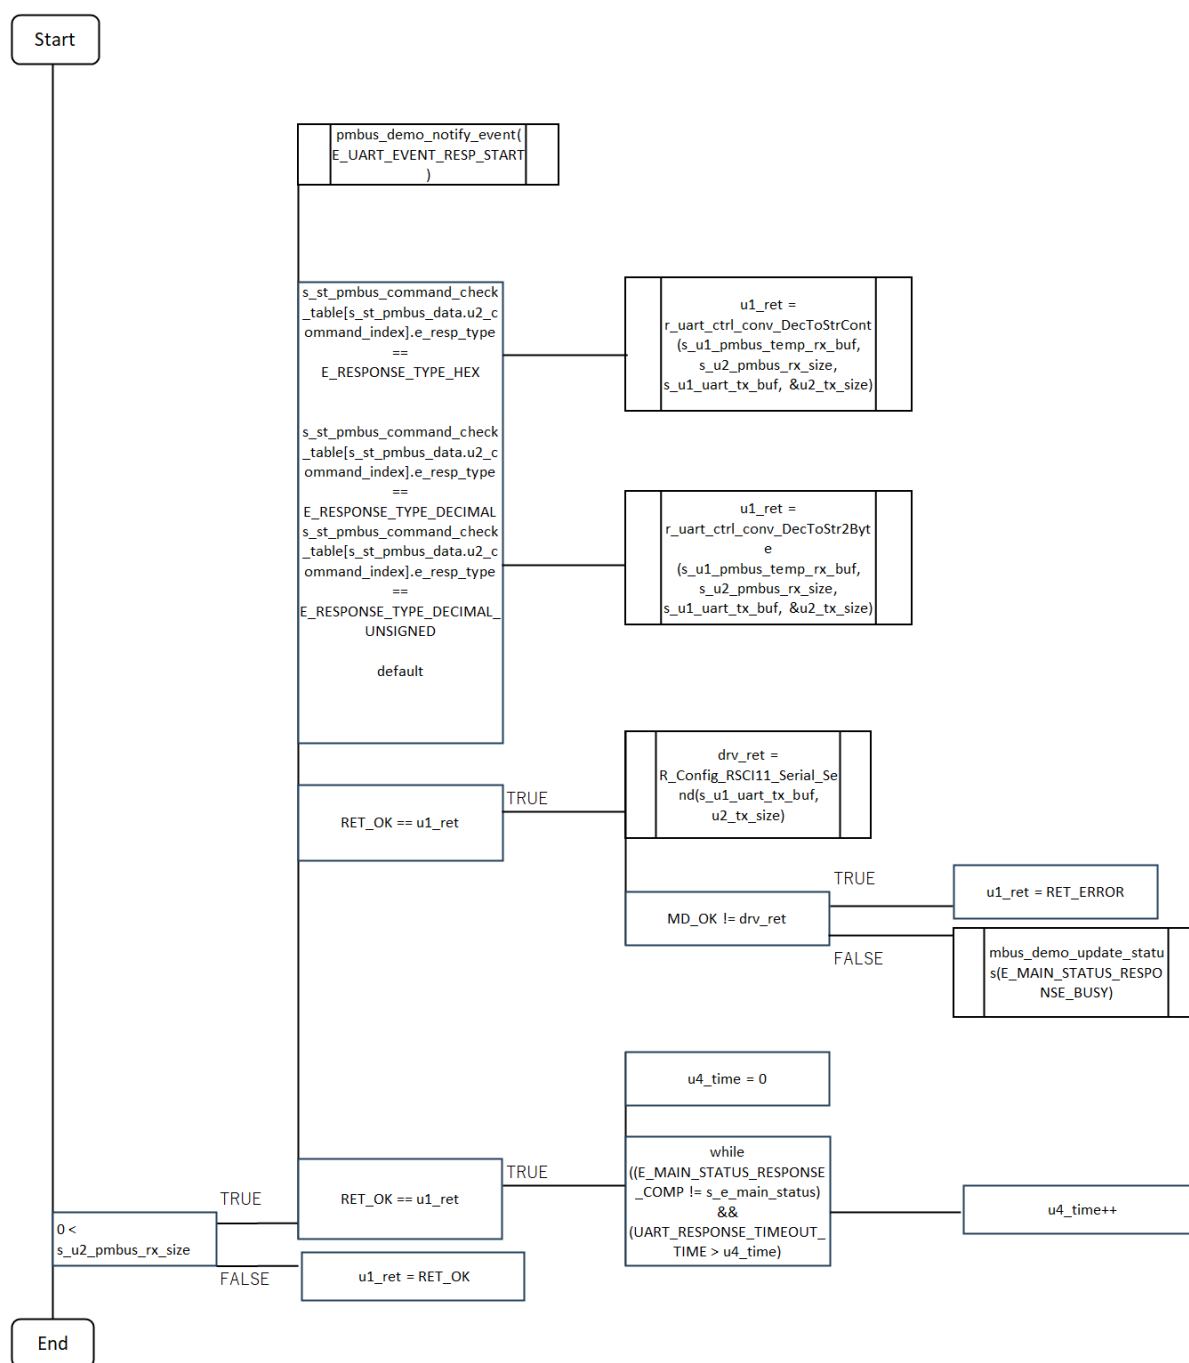 Start
pmbus_demo_notify_event(
E_UART_EVENT_RESP_START
)
s_st_pmbus_command_check
_table[s_st_pmbus_data.u2_c
ommand_index].e_resp_type
==
E_RESPONSE_TYPE_HEX
u1_ret =
r_uart_ctrl_conv_DecToStrCont
(s_u1_pmbus_temp_rx_buf,
s_u2_pmbus_rx_size,
s_u1_uart_tx_buf, &u2_tx_size)
s_st_pmbus_command_check
_table[s_st_pmbus_data.u2_c
ommand_index].e_resp_type
==
E_RESPONSE_TYPE_DECIMAL
s_st_pmbus_command_check
_table[s_st_pmbus_data.u2_c
ommand_index].e_resp_type
==
E_RESPONSE_TYPE_DECIMAL_
UNSIGNED
default
u1_ret =
r_uart_ctrl_conv_DecToStr2Byt
e
(s_u1_pmbus_temp_rx_buf,
s_u2_pmbus_rx_size,
s_u1_uart_tx_buf, &u2_tx_size)
RET_OK == u1_ret
TRUE
drv_ret =
R_Config_RSCI11_Serial_Se
nd(s_u1_uart_tx_buf,
u2_tx_size)
MD_OK != drv_ret
TRUE
u1_ret = RET_ERROR
FALSE
mbus_demo_update_statu
s(E_MAIN_STATUS_RESPO
NSE_BUSY)
u4_time = 0
RET_OK == u1_ret
TRUE
while
((E_MAIN_STATUS_RESPONSE
_COMP != s_e_main_status)
&&
(UART_RESPONSE_TIMEOUT_
TIME > u4_time)
u4_time++
0 <
s_u2_pmbus_rx_size
TRUE
FALSE
u1_ret = RET_OK
End